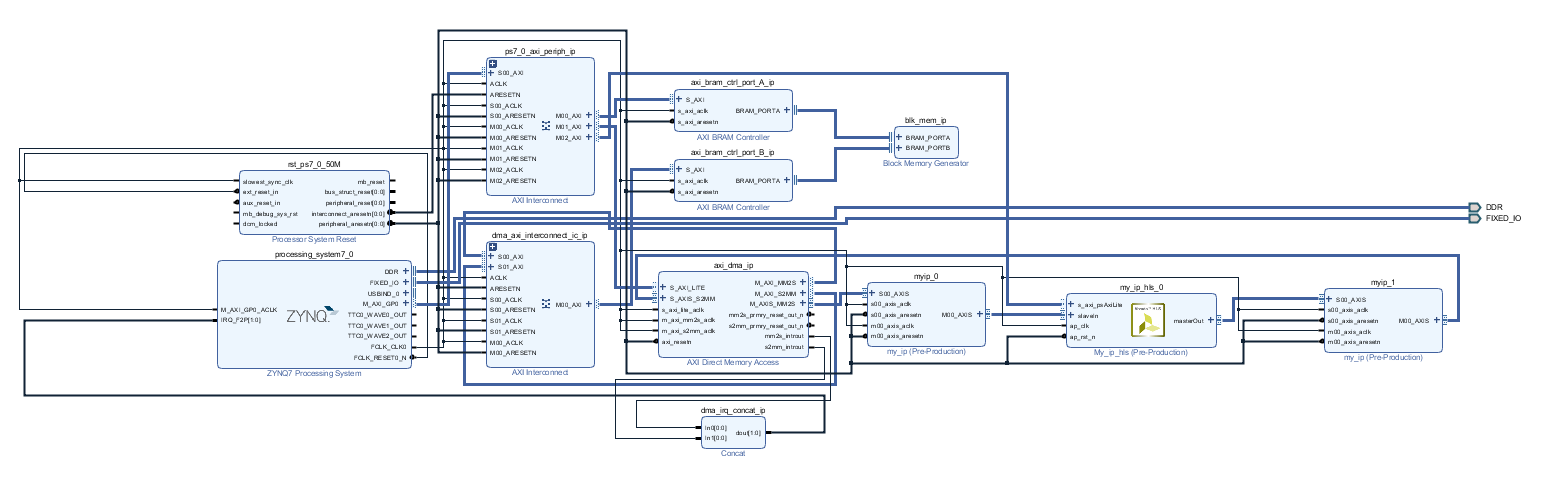 ps7_0_axi_periph_ip
S00_AXI
ACLK
ARESETN
S00_ACLK
S00_ARESETN
M00_ACLK
M00_ARESETN
M01_ACLK
M01_ARESETN
M02_ACLK
M02_ARESETN
M00_AXI
M01_AXI
M02_AXI
AXI Interconnect
axi_bram_ctrl_port_A_ip
S_AXI
s_axi_aclk
s_axi_aresetn
BRAM_PORTA
AXI BRAM Controller
blk_mem_ip
BRAM_PORTA
BRAM_PORTB
Block Memory Generator
axi_bram_ctrl_port_B_ip
S_AXI
s_axi_aclk
s_axi_aresetn
BRAM_PORTA
AXI BRAM Controller
rst_ps7_0_50M
slowest_sync_clk
ext_reset_in
aux_reset_in
mb_debug_sys_rst
dcm_locked
mb_reset
bus_struct_reset[0:0]
peripheral_reset[0:0]
interconnect_aresetn[0:0]
peripheral_aresetn[0:0]
Processor System Reset
DDR
FIXED_IO
processing_system7_0
M_AXI_GP0_ACLK
IRQ_F2P[1:0]
ZYNQ
DDR
FIXED_IO
USBIND_0
M_AXI_GP0
TTC0_WAVE0_OUT
TTC0_WAVE1_OUT
TTC0_WAVE2_OUT
FCLK_CLK0
FCLK_RESET0_N
ZYNQ7 Processing System
dma_axi_interconnect_ic_ip
S00_AXI
S01_AXI
ACLK
ARESETN
S00_ACLK
S00_ARESETN
S01_ACLK
S01_ARESETN
M00_ACLK
M00_ARESETN
M00_AXI
AXI Interconnect
axi_dma_ip
S_AXI_LITE
S_AXIS_S2MM
s_axi_lite_aclk
m_axi_mm2s_aclk
m_axi_s2mm_aclk
axi_resetn
M_AXI_MM2S
M_AXI_S2MM
M_AXIS_MM2S
mm2s_prmry_reset_out_n
s2mm_prmry_reset_out_n
mm2s_introut
s2mm_introut
AXI Direct Memory Access
myip_0
S00_AXIS
s00_axis_aclk
s00_axis_aresetn
m00_axis_aclk
m00_axis_aresetn
M00_AXIS
my_ip (Pre-Production)
my_ip_hls_0
s_axi_psAxiLite
slaveIn
ap_clk
ap_rst_n
masterOut
My_ip_hls (Pre-Production)
myip_1
S00_AXIS
s00_axis_aclk
s00_axis_aresetn
m00_axis_aclk
m00_axis_aresetn
M00_AXIS
my_ip (Pre-Production)
dma_irq_concat_ip
In0[0:0]
In1[0:0]
dout[1:0]
Concat